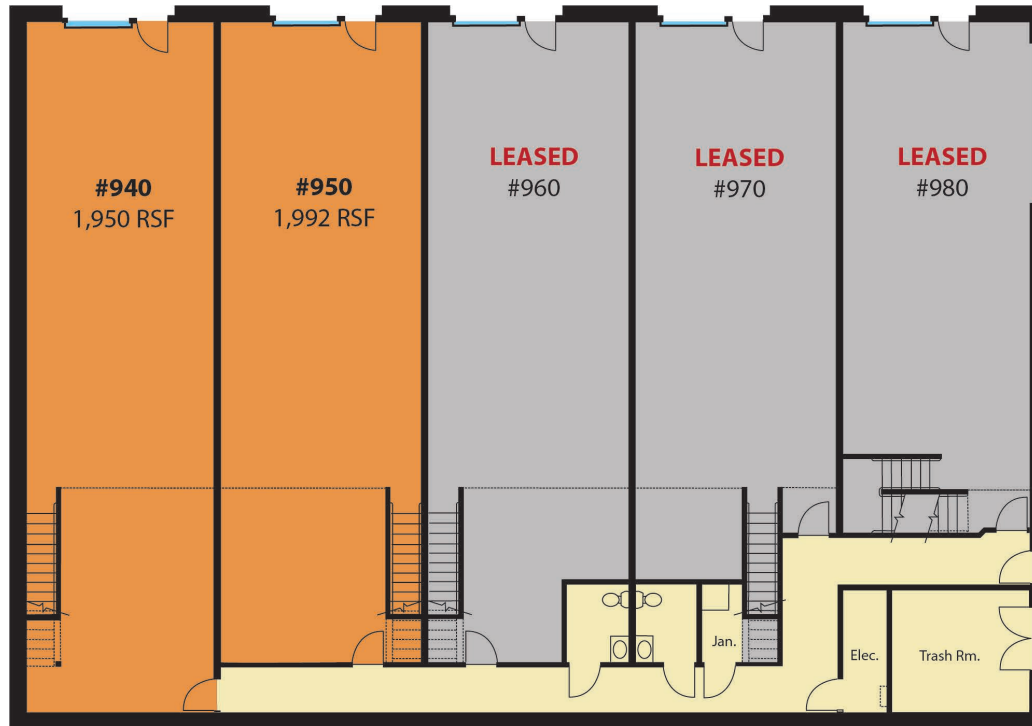 #940
1,950 RSF
#950
1,992 RSF
LEASED
#960
LEASED
#970
LEASED
#980
Jan.
Elec.
Trash Rm.